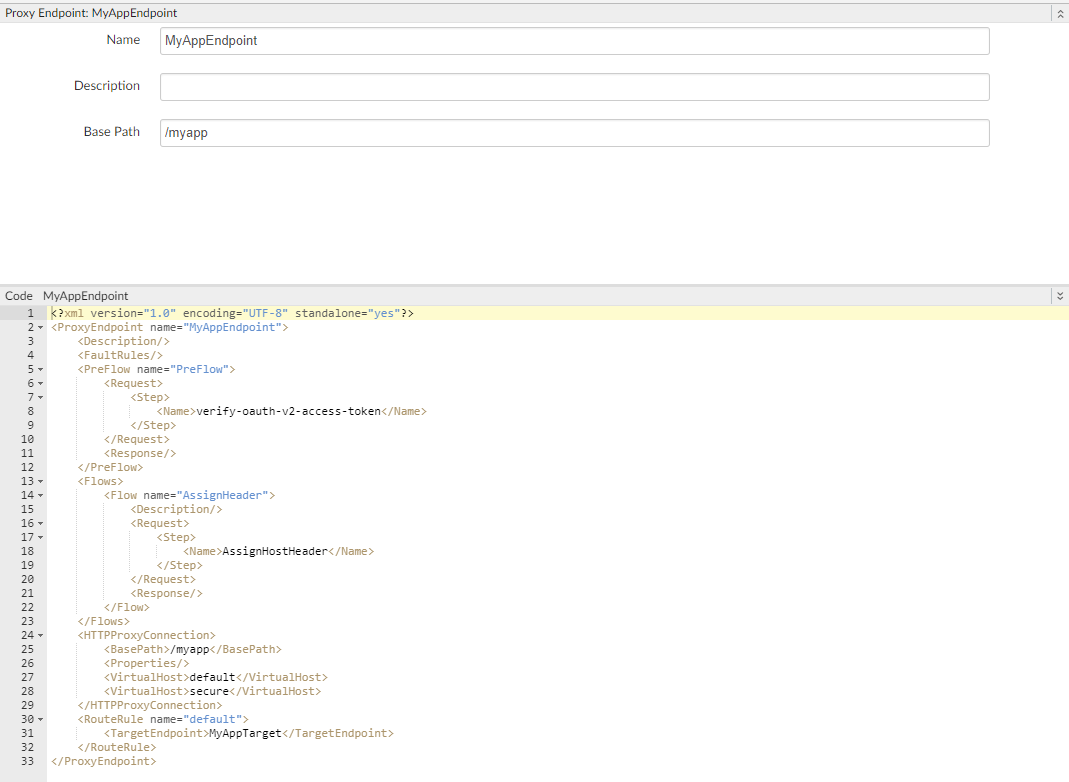 Proxy Endpoint: MyAppEndpoint
Name MyAppEndpoint
Description
Base Path /myapp
Code MyAppEndpoint
1 <?xml version="1.0" encoding="UTF-8" standalone="yes"?>
2 <ProxyEndpoint name="MyAppEndpoint">
3     <Description/>
4     <FaultRules/>
5     <PreFlow name="PreFlow">
6         <Request>
7             <Step>
8                 <Name>verify-oauth-v2-access-token</Name>
9             </Step>
10         </Request>
11         <Response/>
12     </PreFlow>
13     <Flows>
14         <Flow name="AssignHeader">
15             <Description/>
16             <Request>
17                 <Step>
18                     <Name>AssignHostHeader</Name>
19                 </Step>
20             </Request>
21             <Response/>
22         </Flow>
23     </Flows>
24     <HTTPProxyConnection>
25         <BasePath>/myapp</BasePath>
26         <Properties/>
27         <VirtualHost>default</VirtualHost>
28         <VirtualHost>secure</VirtualHost>
29     </HTTPProxyConnection>
30     <RouteRule name="default">
31         <TargetEndpoint>MyAppTarget</TargetEndpoint>
32     </RouteRule>
33 </ProxyEndpoint>